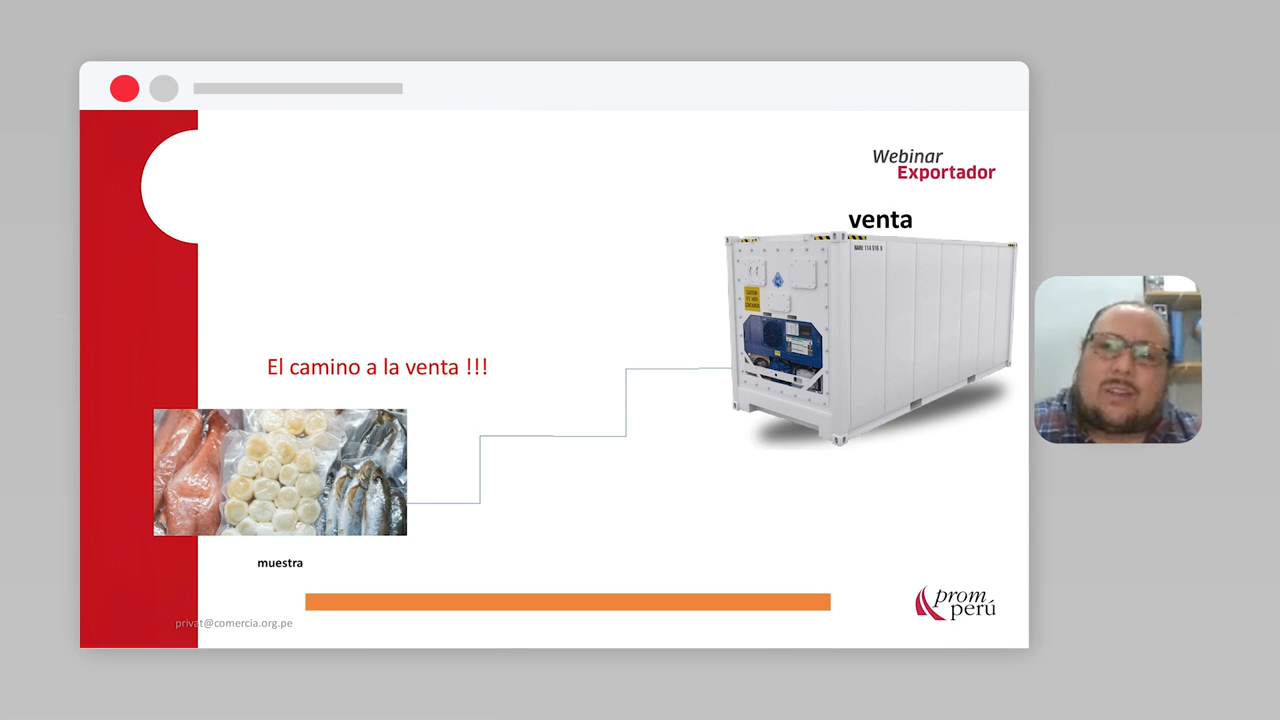 Webinar
Exportador
venta
El camino a la venta !!!
muestra
privat@comercia.org.pe
prom
perú